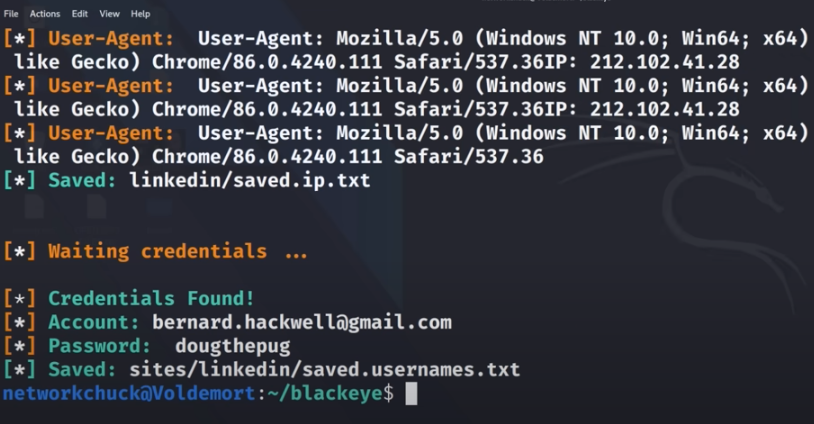 File Actions Edit View Help
[*] User-Agent:  User-Agent: Mozilla/5.0 (Windows NT 10.0; Win64; x64)
like Gecko) Chrome/86.0.4240.111 Safari/537.36IP: 212.102.41.28
[*] User-Agent:  User-Agent: Mozilla/5.0 (Windows NT 10.0; Win64; x64)
like Gecko) Chrome/86.0.4240.111 Safari/537.36IP: 212.102.41.28
[*] User-Agent:  User-Agent: Mozilla/5.0 (Windows NT 10.0; Win64; x64)
like Gecko) Chrome/86.0.4240.111 Safari/537.36
[*] Saved: linkedin/saved.ip.txt
[*] Waiting credentials ...
[*] Credentials Found!
[*] Account: bernard.hackwell@gmail.com
[*] Password:  dougthepug
[*] Saved: sites/linkedin/saved.usernames.txt
networkchuck@Voldemort:~/blackeye$